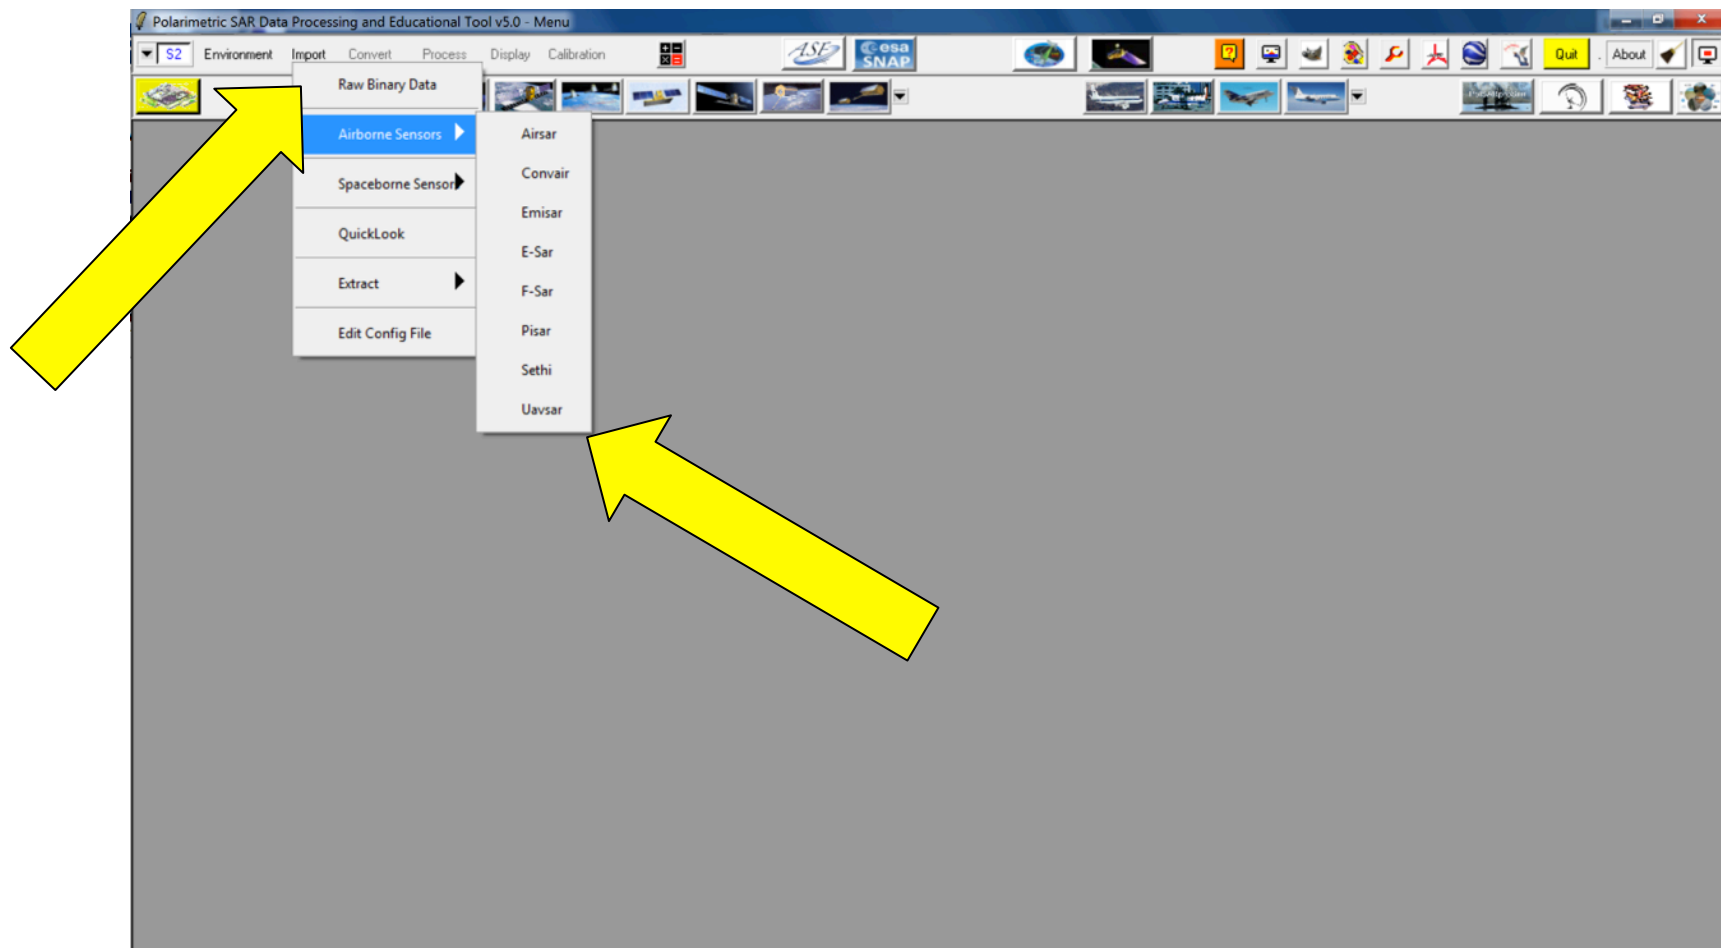 Polarimetric SAR Data Processing and Educational Tool v5.0 - Menu
S2 Environment Import Convert Process Display Calibration ASF esa SNAP Quit . About
Raw Binary Data
Airborne Sensors
Spaceborne Sensor
QuickLook
Extract
Edit Config File
Airsar
Convair
Emisar
E-Sar
F-Sar
Pisar
Sethi
Uavsar